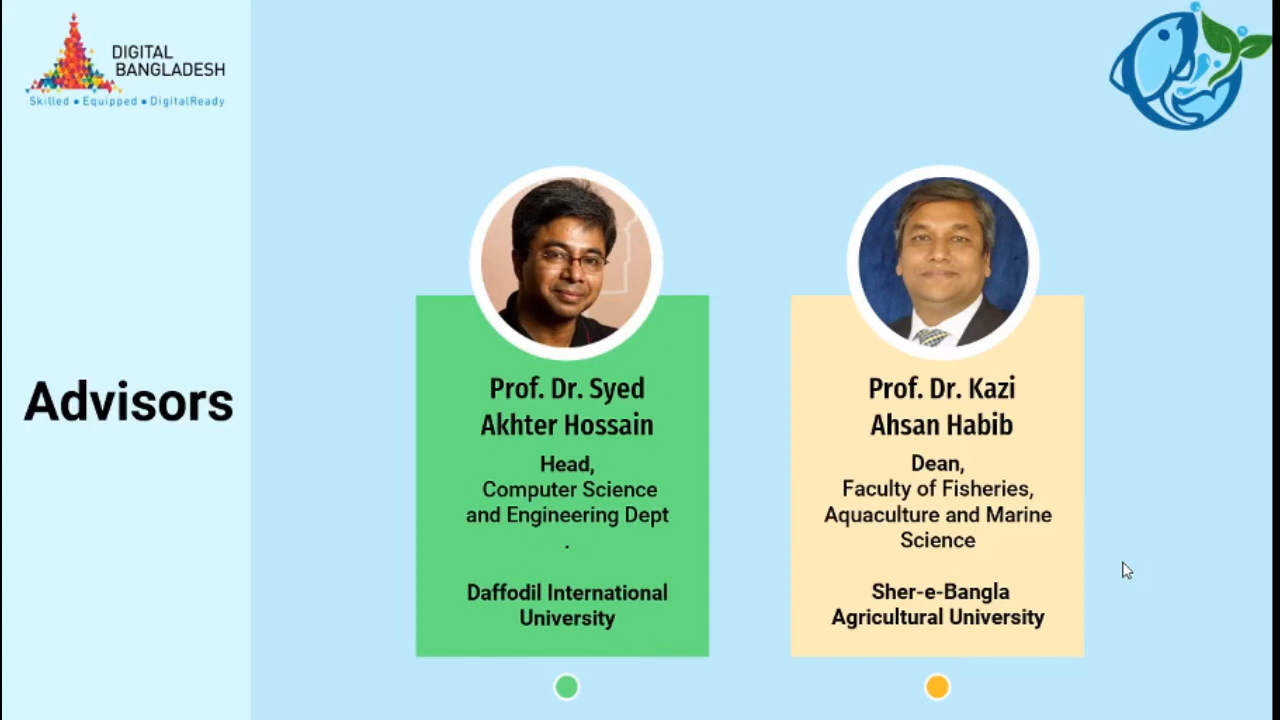 DIGITAL
BANGLADESH
Skilled ▪ Equipped ▪ DigitalReady
Advisors
Prof. Dr. Syed
Akhter Hossain
Head,
Computer Science
and Engineering Dept
.
Daffodil International
University
Prof. Dr. Kazi
Ahsan Habib
Dean,
Faculty of Fisheries,
Aquaculture and Marine
Science
Sher-e-Bangla
Agricultural University